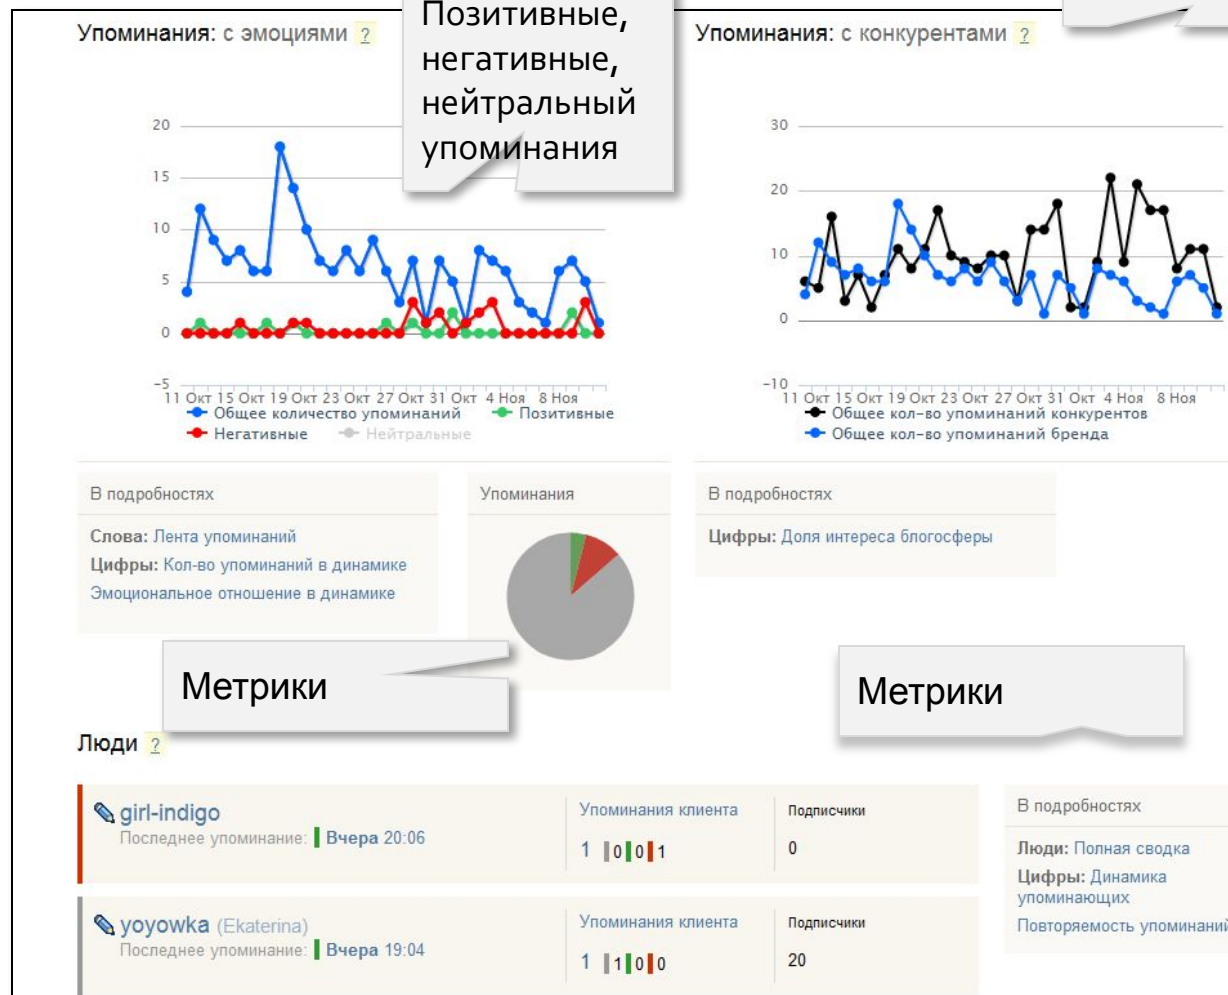 Позитивные,
негативные,
нейтральный
упоминания
Упоминания: с эмоциями ?
20
15
10
5
0
−5
11 Окт 15 Окт 19 Окт 23 Окт 27 Окт 31 Окт 4 Ноя 8 Ноя
Общее количество упоминаний Позитивные
Негативные Нейтральные
Упоминания: с конкурентами ?
30
20
10
0
−10
11 Окт 15 Окт 19 Окт 23 Окт 27 Окт 31 Окт 4 Ноя 8 Ноя
Общее кол-во упоминаний конкурентов
Общее кол-во упоминаний бренда
В подробностях
Слова: Лента упоминаний
Цифры: Кол-во упоминаний в динамике
Эмоциональное отношение в динамике
Упоминания
В подробностях
Цифры: Доля интереса блогосферы
Метрики
Метрики
Люди ?
girl-indigo
Последнее упоминание: Вчера 20:06
Упоминания клиента
1 0 0 1
Подписчики
0
yoyowka (Ekaterina)
Последнее упоминание: Вчера 19:04
Упоминания клиента
1 1 0 0
Подписчики
20
В подробностях
Люди: Полная сводка
Цифры: Динамика
упоминающих
Повторяемость упоминаний